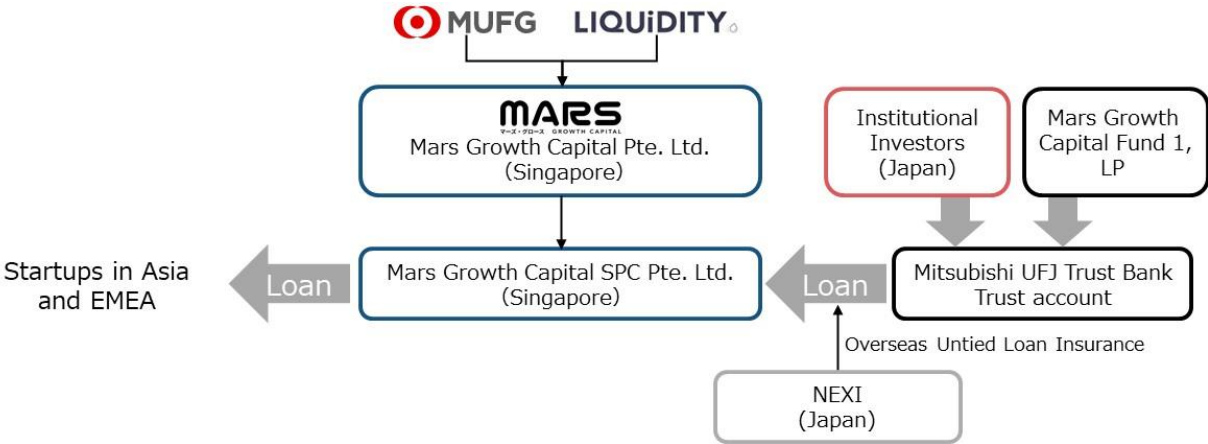 MUFG LIQUiDITY
MARS
マーズ・グロース GROWTH CAPITAL
Mars Growth Capital Pte. Ltd.
(Singapore)
Institutional
Investors
(Japan)
Mars Growth
Capital Fund 1,
LP
Startups in Asia
and EMEA
Loan
Mars Growth Capital SPC Pte. Ltd.
(Singapore)
Loan
Mitsubishi UFJ Trust Bank
Trust account
Overseas Untied Loan Insurance
NEXI
(Japan)